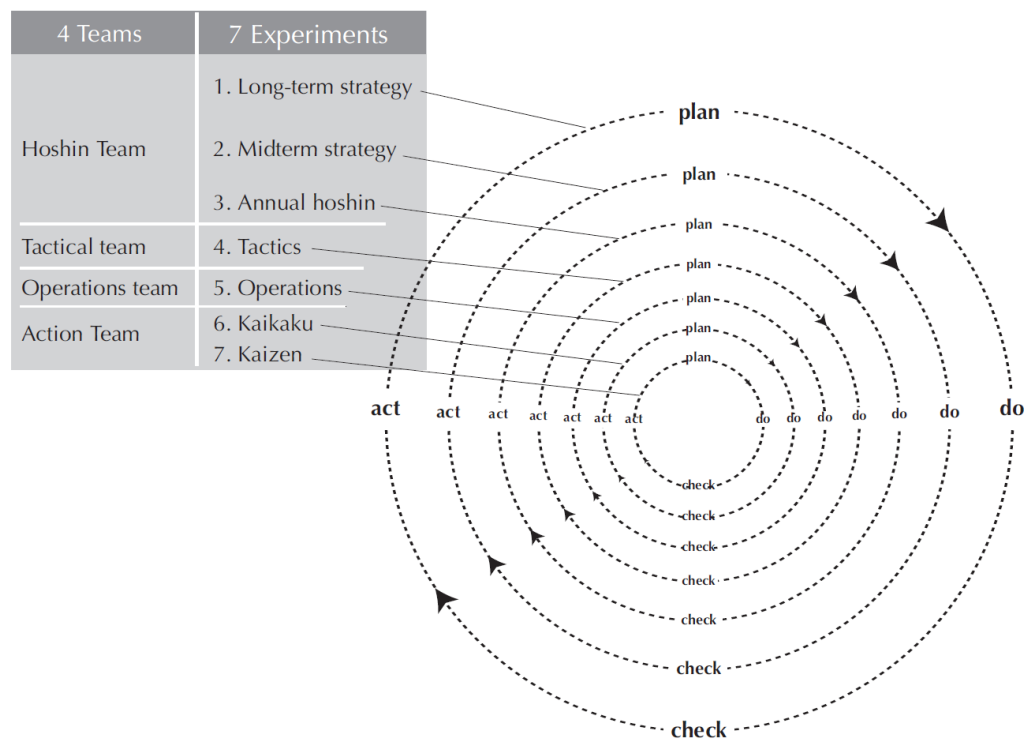 4 Teams 7 Experiments
1. Long-term strategy
Hoshin Team 2. Midterm strategy
3. Annual hoshin
Tactical team 4. Tactics
Operations team 5. Operations
Action Team 6. Kaikaku
7. Kaizen
plan
plan
plan
plan
plan
plan
plan
act act act act act act act do do do do do do do
check
check
check
check
check
check
check